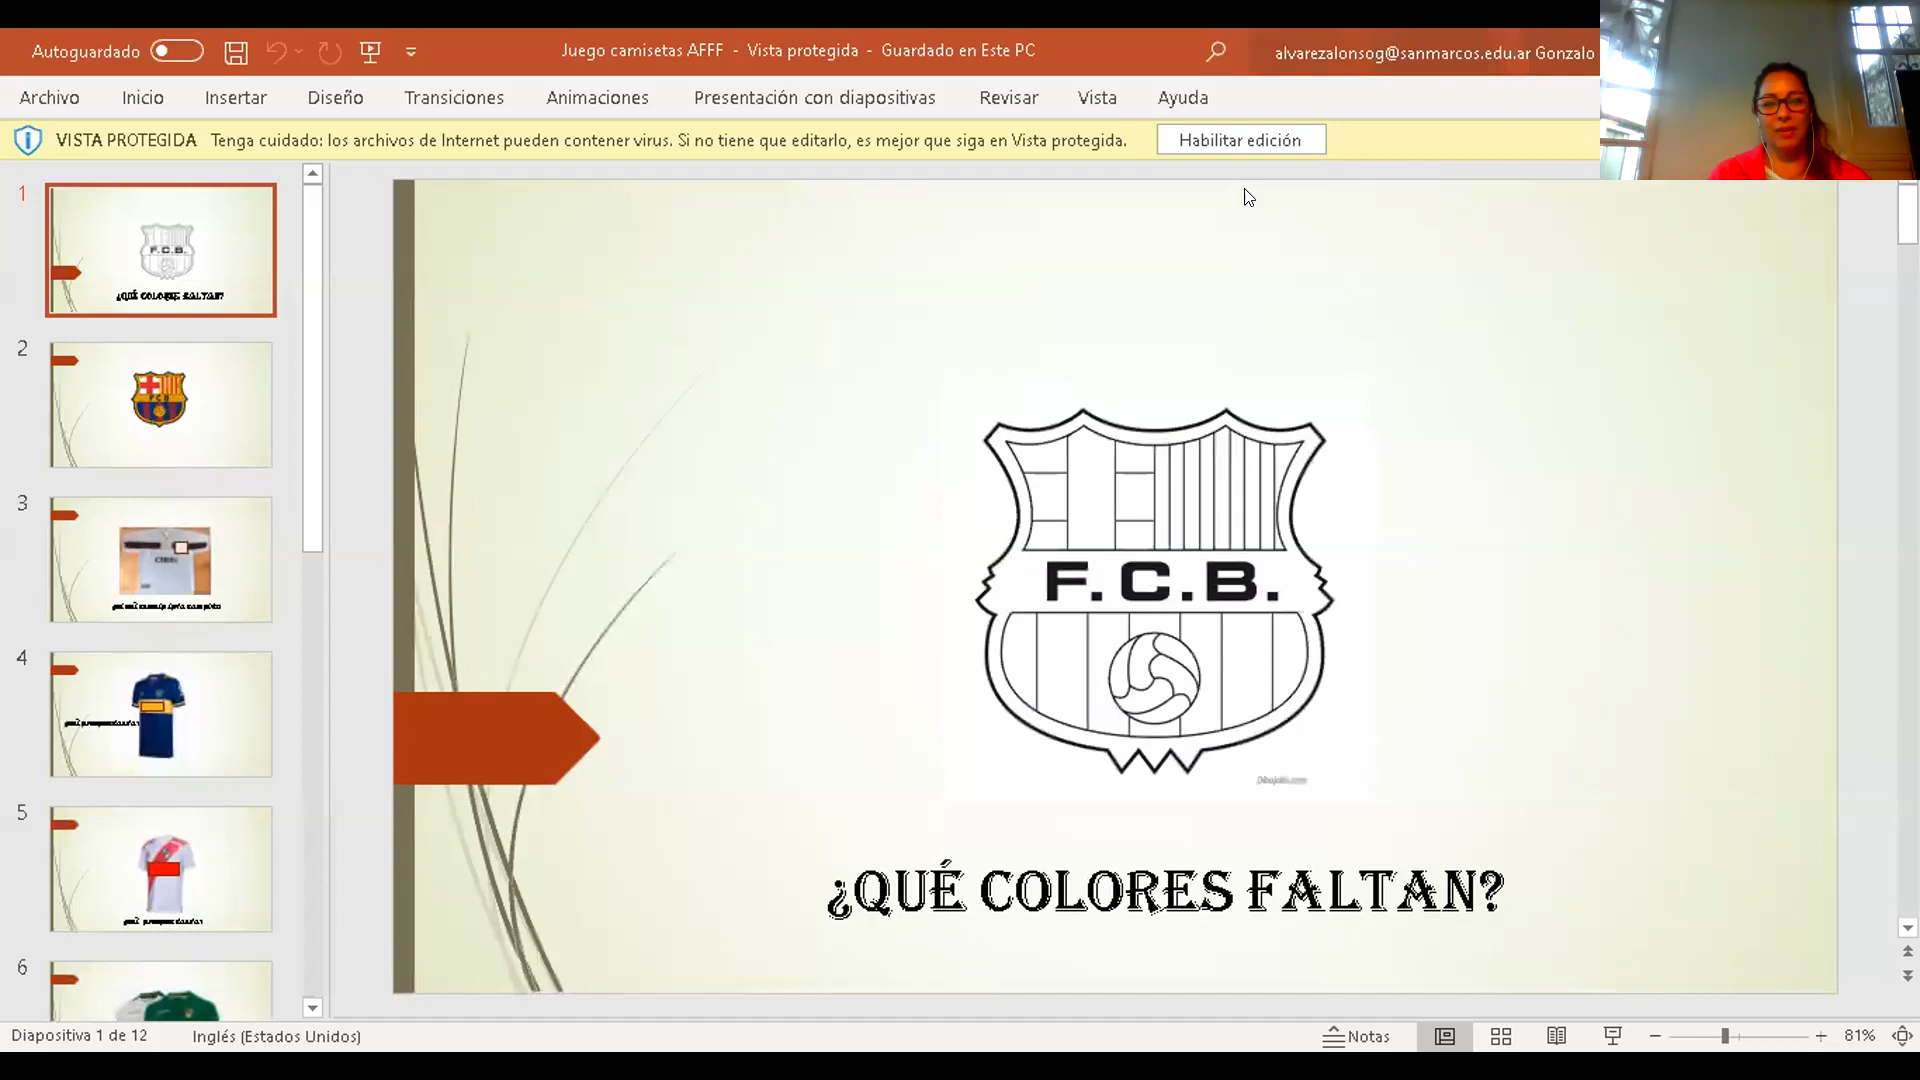 Autoguardado
Juego camisetas AFFF - Vista protegida - Guardado en Este PC
alvarezalonsog@sanmarcos.edu.ar Gonzalo
Archivo Inicio Insertar Diseño Transiciones Animaciones Presentación con diapositivas Revisar Vista Ayuda
VISTA PROTEGIDA Tenga cuidado: los archivos de Internet pueden contener virus. Si no tiene que editarlo, es mejor que siga en Vista protegida. Habilitar edición
1
F.C.B.
¿QUÉ COLORES FALTAN?
2
F C B
3
4
5
6
F.C.B.
Dibujalia.com
¿QUÉ COLORES FALTAN?
Diapositiva 1 de 12 Inglés (Estados Unidos) Notas 81%